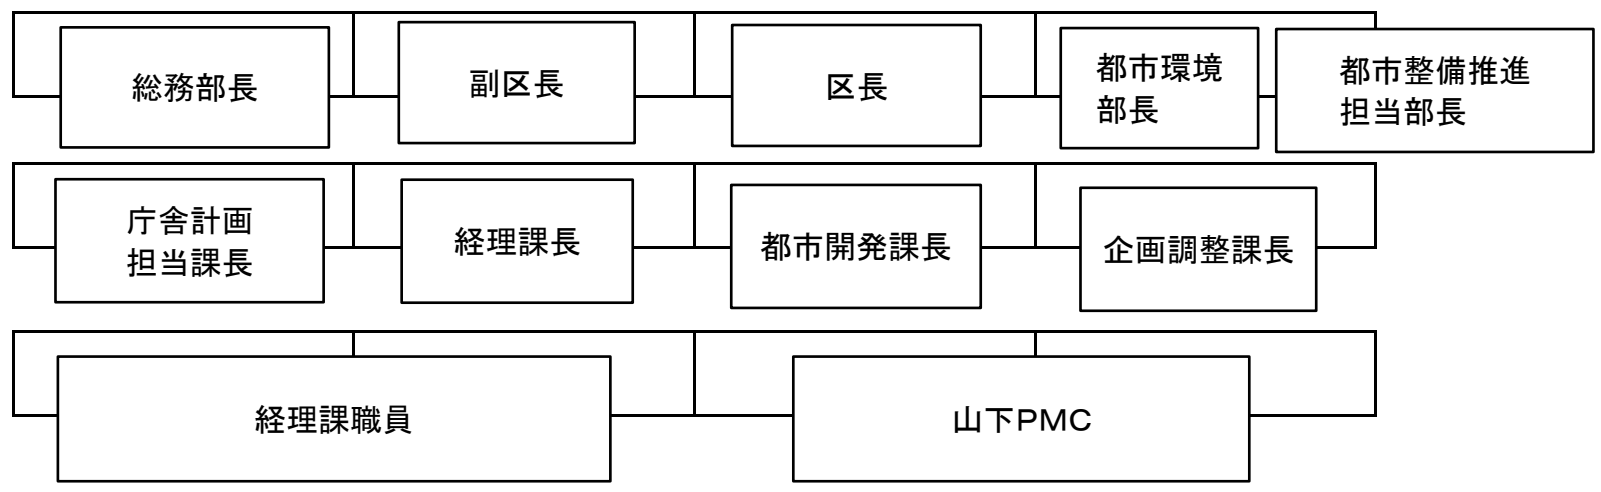 総務部長
副区長
区長
都市環境
部長
都市整備推進
担当部長
庁舎計画
担当課長
経理課長
都市開発課長
企画調整課長
経理課職員
山下PMC